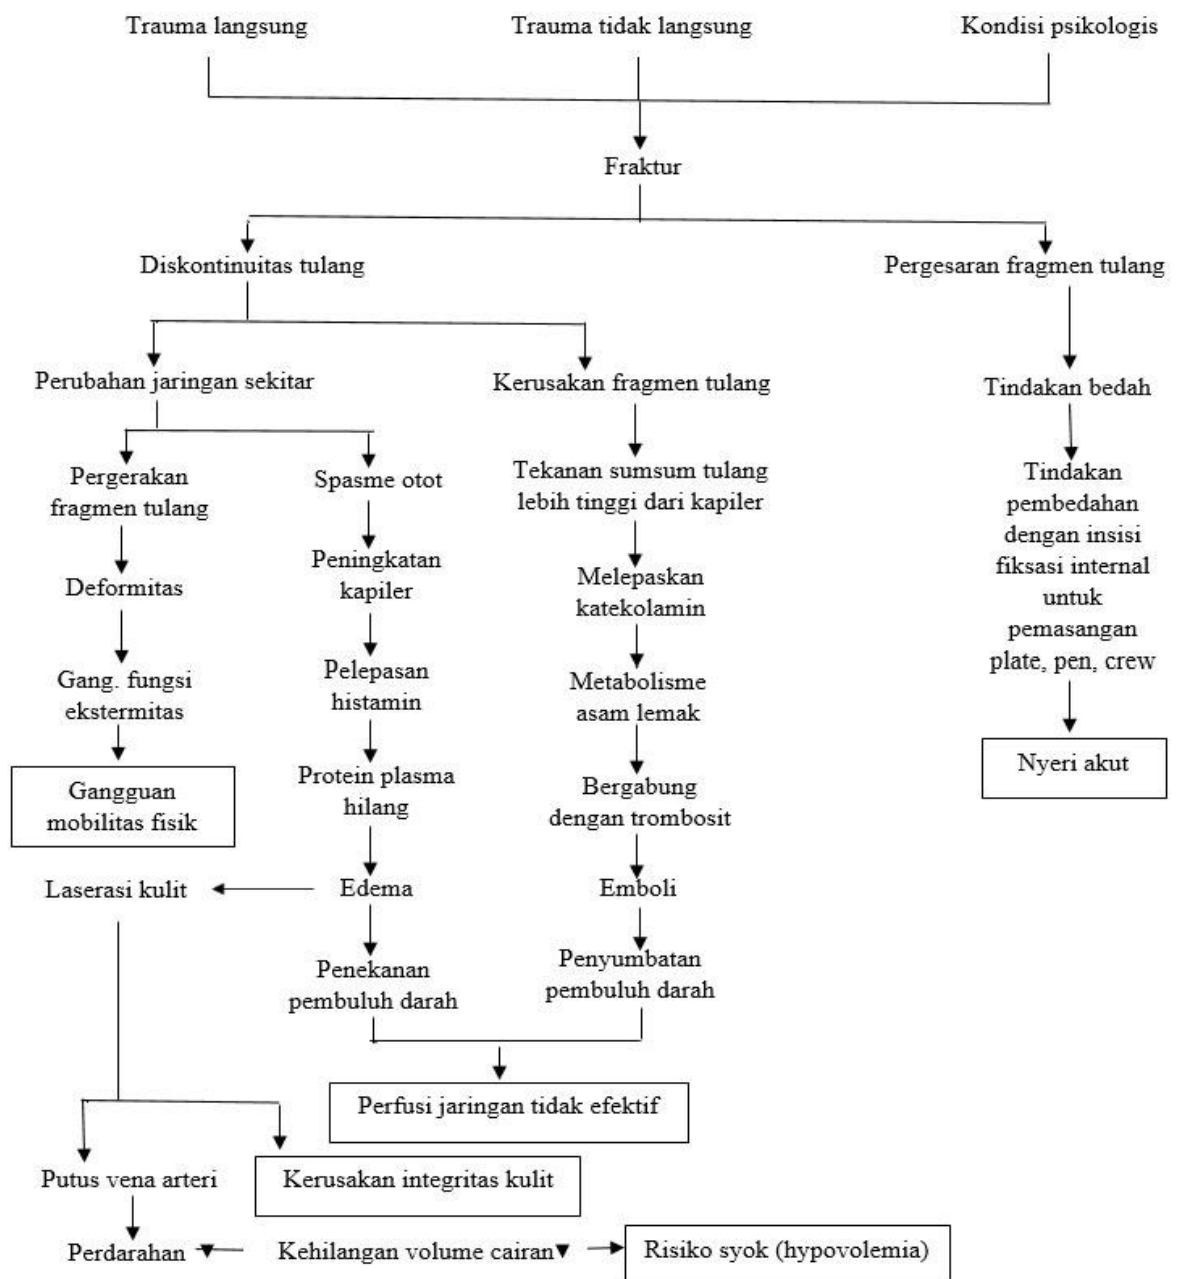 Trauma langsung
Trauma tidak langsung
Kondisi psikologis
Fraktur
Diskontinuitas tulang
Pergesaran fragmen tulang
Perubahan jaringan sekitar
Kerusakan fragmen tulang
Tindakan bedah
Pergerakan
fragmen tulang
Spasme otot
Tekanan sumsum tulang
lebih tinggi dari kapiler
Tindakan
pembedahan
dengan insisi
fiksasi internal
untuk
pemasangan
plate, pen, crew
Deformitas
Peningkatan
kapiler
Melepaskan
katekolamin
Gang. fungsi
ekstermitas
Pelepasan
histamin
Metabolisme
asam lemak
Gangguan
mobilitas fisik
Protein plasma
hilang
Bergabung
dengan trombosit
Nyeri akut
Laserasi kulit
Edema
Emboli
Penekanan
pembuluh darah
Penyumbatan
pembuluh darah
Perfusi jaringan tidak efektif
Putus vena arteri
Kerusakan integritas kulit
Perdarahan
Kehilangan volume cairan
Risiko syok (hypovolemia)